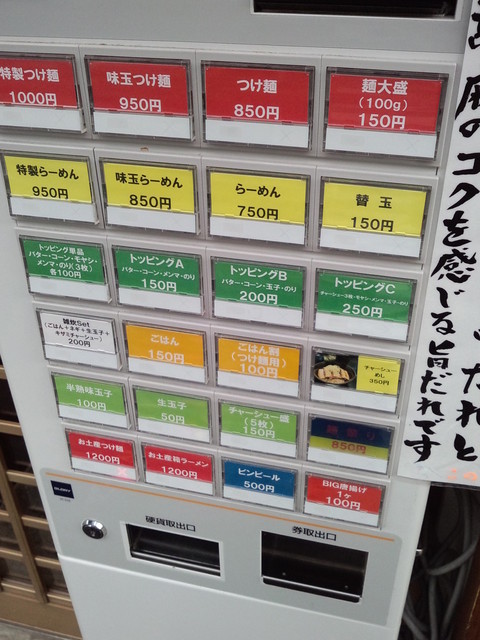 特製つけ麺
1000円
味玉つけ麺
950円
つけ麺
850円
麺大盛
(100g)
150円
特製らーめん
950円
味玉らーめん
850円
らーめん
750円
替玉
150円
トッピング単品
バター・コーン・モヤシ・
メンマ・のり(3枚)
各100円
トッピングA
バター・コーン・メンマ・のり
150円
トッピングB
バター・コーン・玉子・のり
200円
トッピングC
チャーシュー3枚・モヤシ・メンマ・玉子・のり
250円
雑炊Set
(ごはん+ネギ+生玉子+
キザミチャーシュー)
200円
ごはん
150円
ごはん割
(つけ麺用)
100円
チャーシュー
めし
350円
半熟味玉子
100円
生玉子
50円
チャーシュー盛
(5枚)
150円
850円
お土産つけ麺
1200円
お土産箱ラーメン
1200円
ビンビール
500円
BIG唐揚げ
1ヶ
100円
硬貨取出口
券取出口
のコクを感じる旨だれです
だれと